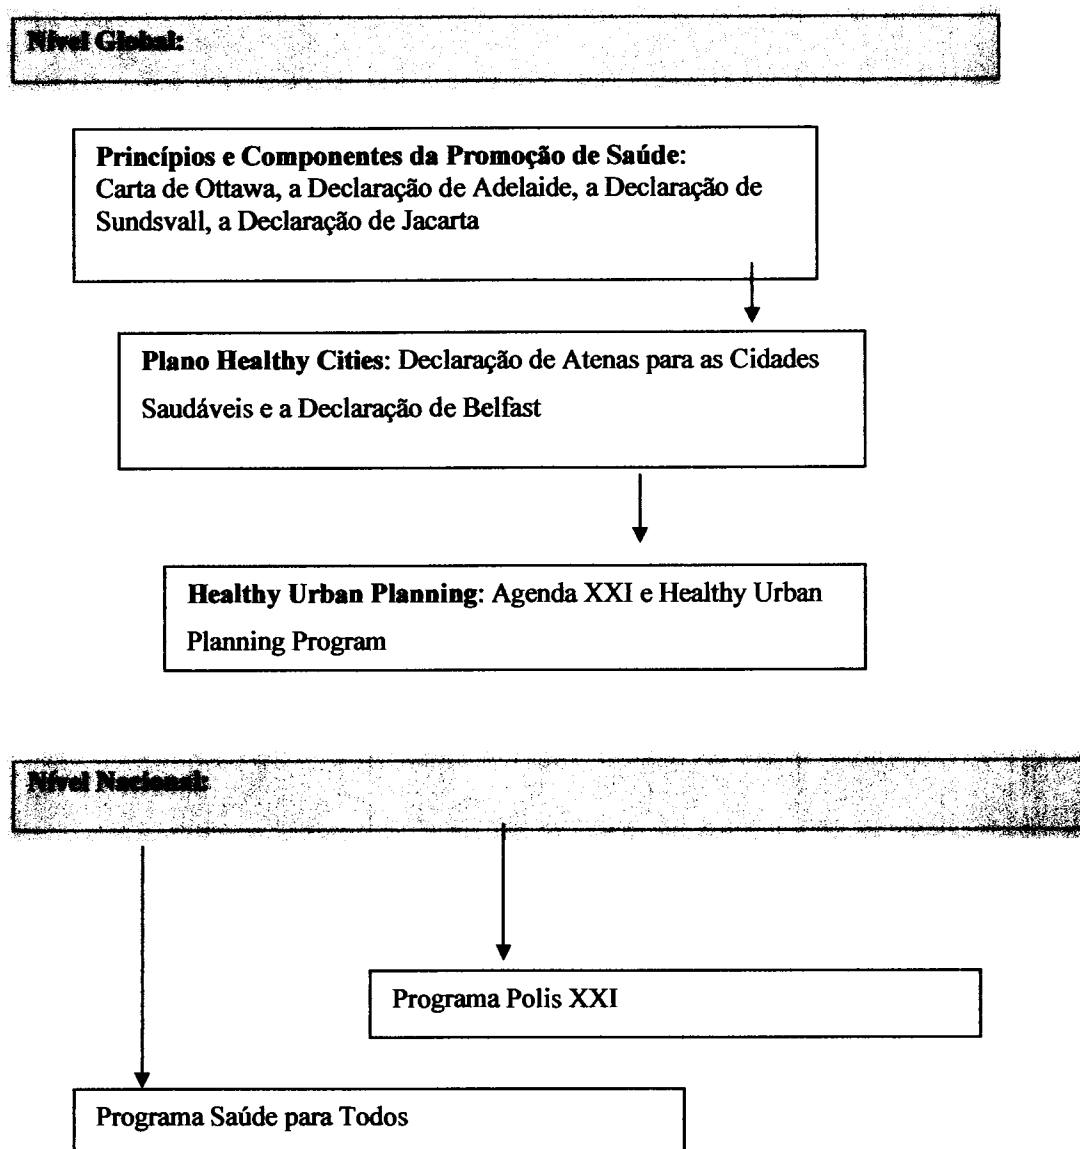 Nível Global:
Princípios e Componentes da Promoção de Saúde:
Carta de Ottawa, a Declaração de Adelaide, a Declaração de
Sundsvall, a Declaração de Jacarta
Plano Healthy Cities: Declaração de Atenas para as Cidades
Saudáveis e a Declaração de Belfast
Healthy Urban Planning: Agenda XXI e Healthy Urban
Planning Program
Nível Nacional:
Programa Polis XXI
Programa Saúde para Todos